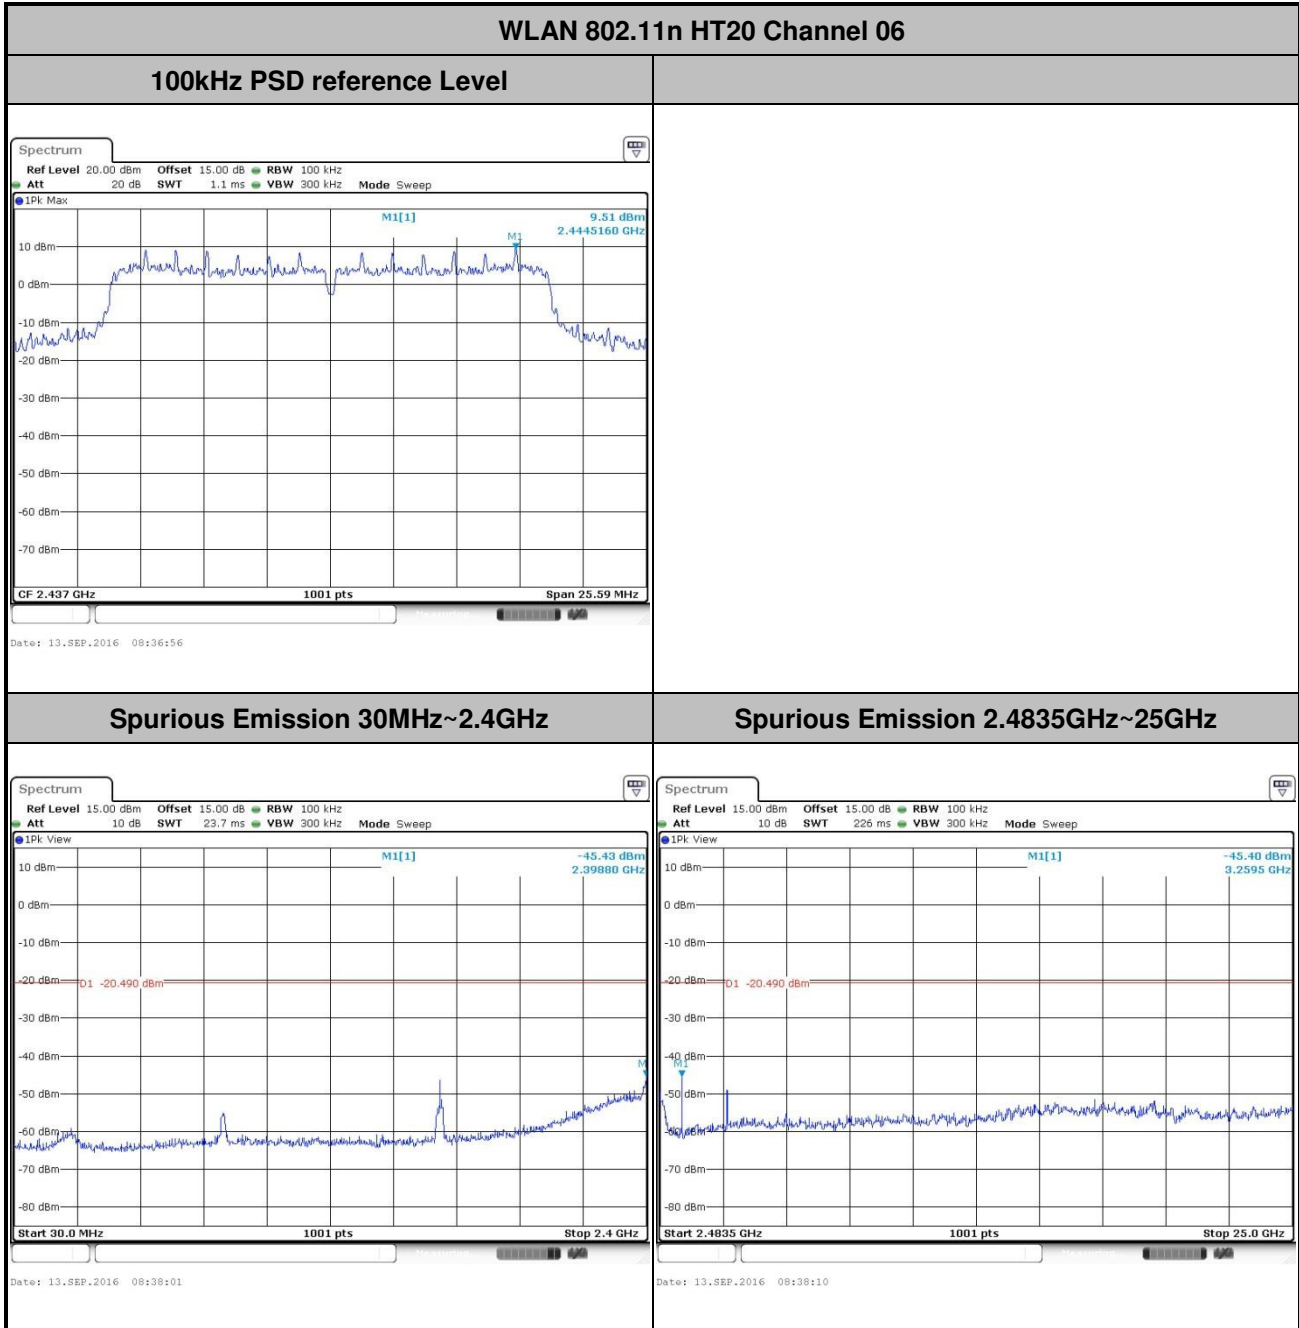 WLAN 802.11n HT20 Channel 06
100kHz PSD reference Level
Spectrum
Ref Level 20.00 dBm Offset 15.00 dB RBW 100 kHz
Att 20 dB SWT 1.1 ms VBW 300 kHz Mode Sweep
1Pk Max
M1[1] 9.51 dBm
2.4445160 GHz
M1
10 dBm
0 dBm
-10 dBm
-20 dBm
-30 dBm
-40 dBm
-50 dBm
-60 dBm
-70 dBm
CF 2.437 GHz 1001 pts Span 25.59 MHz
Date: 13.SEP.2016 08:36:56
Spurious Emission 30MHz~2.4GHz
Spurious Emission 2.4835GHz~25GHz
Spectrum
Ref Level 15.00 dBm Offset 15.00 dB RBW 100 kHz
Att 10 dB SWT 23.7 ms VBW 300 kHz Mode Sweep
1Pk View
M1[1] -45.43 dBm
2.39880 GHz
10 dBm
0 dBm
-10 dBm
-20 dBm
D1 -20.490 dBm
-30 dBm
-40 dBm
M
-50 dBm
-60 dBm
-70 dBm
-80 dBm
Start 30.0 MHz 1001 pts Stop 2.4 GHz
Date: 13.SEP.2016 08:38:01
Spectrum
Ref Level 15.00 dBm Offset 15.00 dB RBW 100 kHz
Att 10 dB SWT 226 ms VBW 300 kHz Mode Sweep
1Pk View
M1[1] -45.40 dBm
3.2595 GHz
10 dBm
0 dBm
-10 dBm
-20 dBm
D1 -20.490 dBm
-30 dBm
-40 dBm
M1
-50 dBm
-60 dBm
-70 dBm
-80 dBm
Start 2.4835 GHz 1001 pts Stop 25.0 GHz
Date: 13.SEP.2016 08:38:10